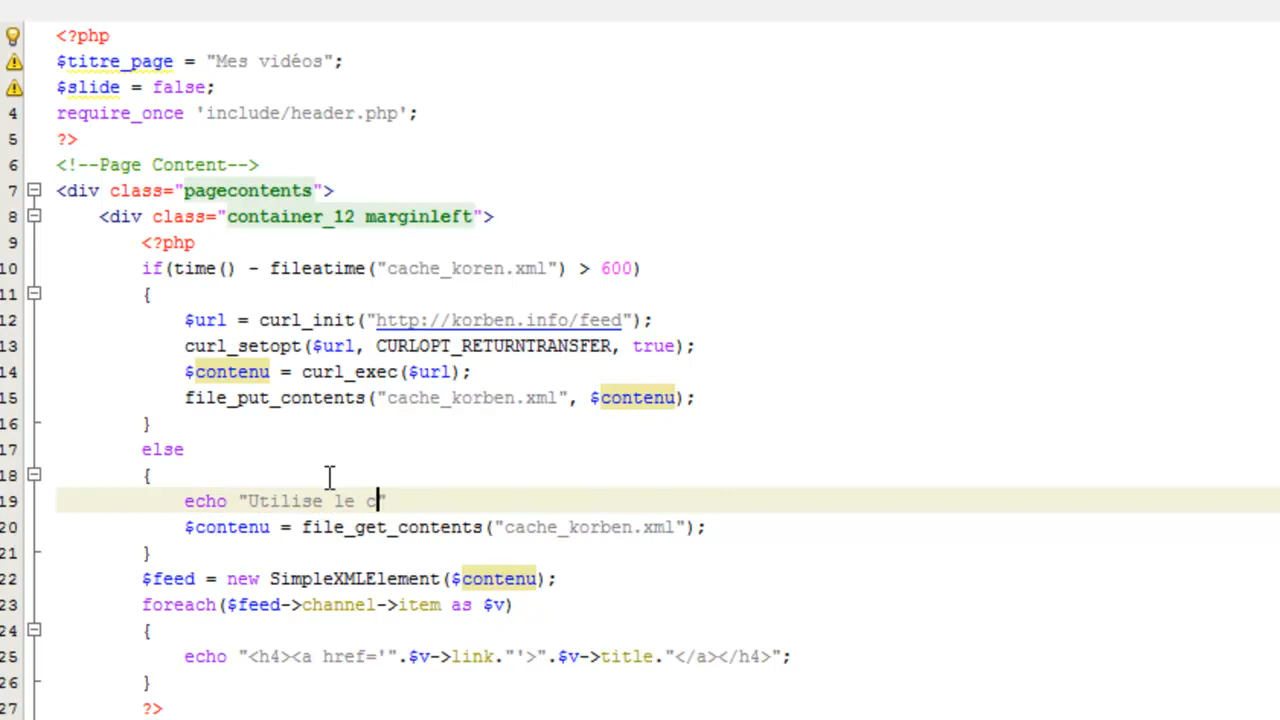 <?php
$titre_page = "Mes vidéos";
$slide = false;
4 require_once 'include/header.php';
5 ?>
6 <!--Page Content-->
7 <div class="pagecontents">
8 <div class="container_12 marginleft">
9 <?php
10 if(time() - fileatime("cache_koren.xml") > 600)
11 {
12 $url = curl_init("http://korben.info/feed");
13 curl_setopt($url, CURLOPT_RETURNTRANSFER, true);
14 $contenu = curl_exec($url);
15 file_put_contents("cache_korben.xml", $contenu);
16 }
17 else
18 {
19 echo "Utilise le c"
20 $contenu = file_get_contents("cache_korben.xml");
21 }
22 $feed = new SimpleXMLElement($contenu);
23 foreach($feed->channel->item as $v)
24 {
25 echo "<h4><a href='".$v->link."'>".$v->title."</a></h4>";
26 }
27 ?>